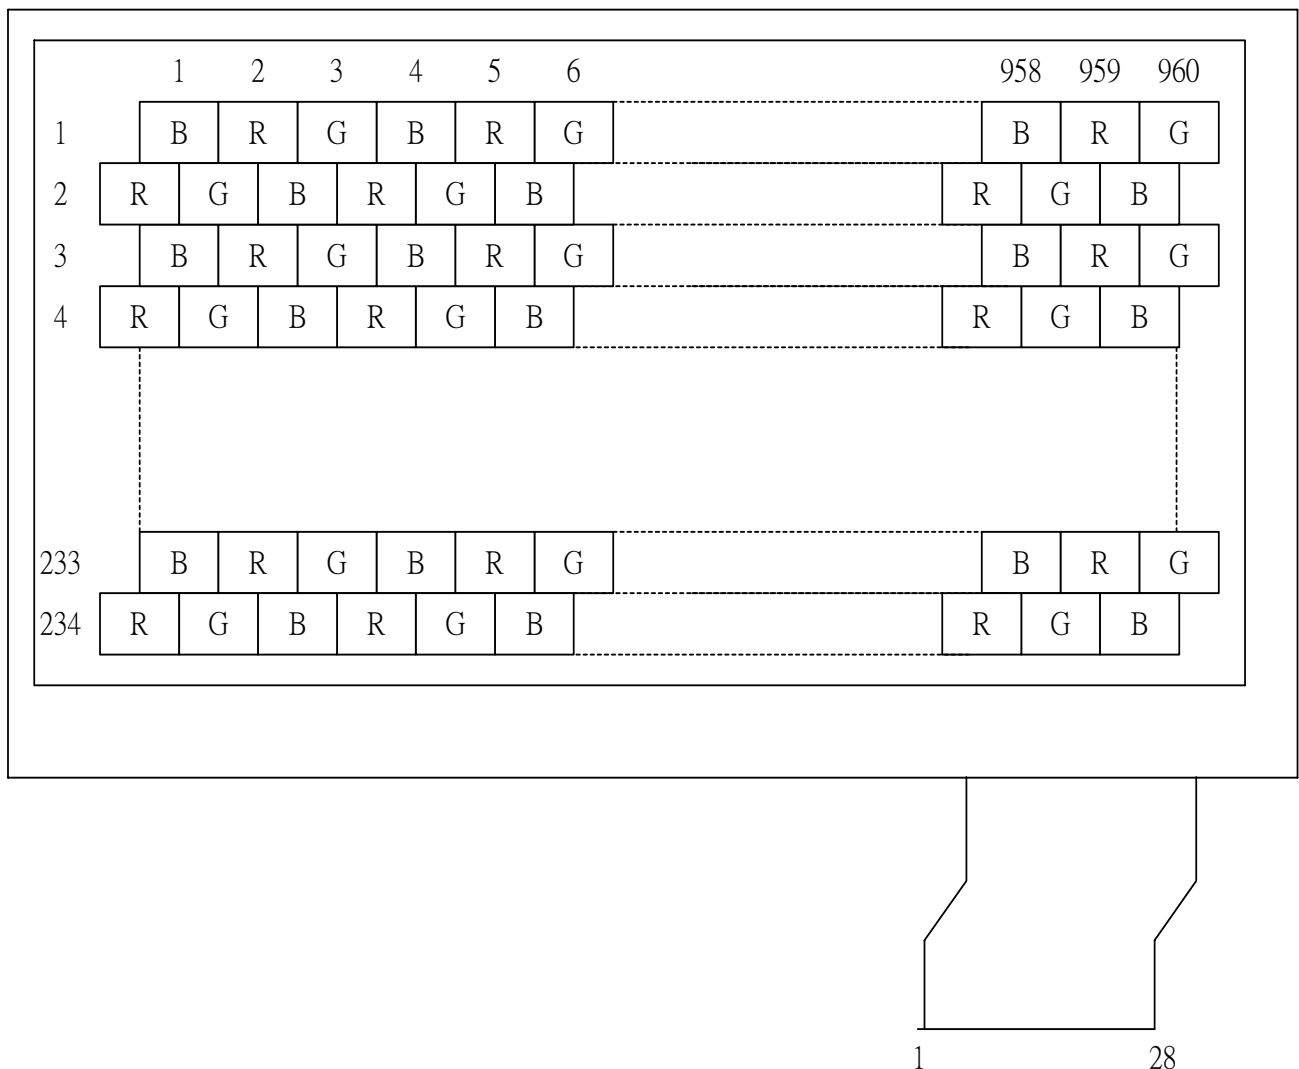 1 2 3 4 5 6 958 959 960
1 B R G B R G B R G
2 R G B R G B R G B
3 B R G B R G B R G
4 R G B R G B R G B
233 B R G B R G B R G
234 R G B R G B R G B
1 28